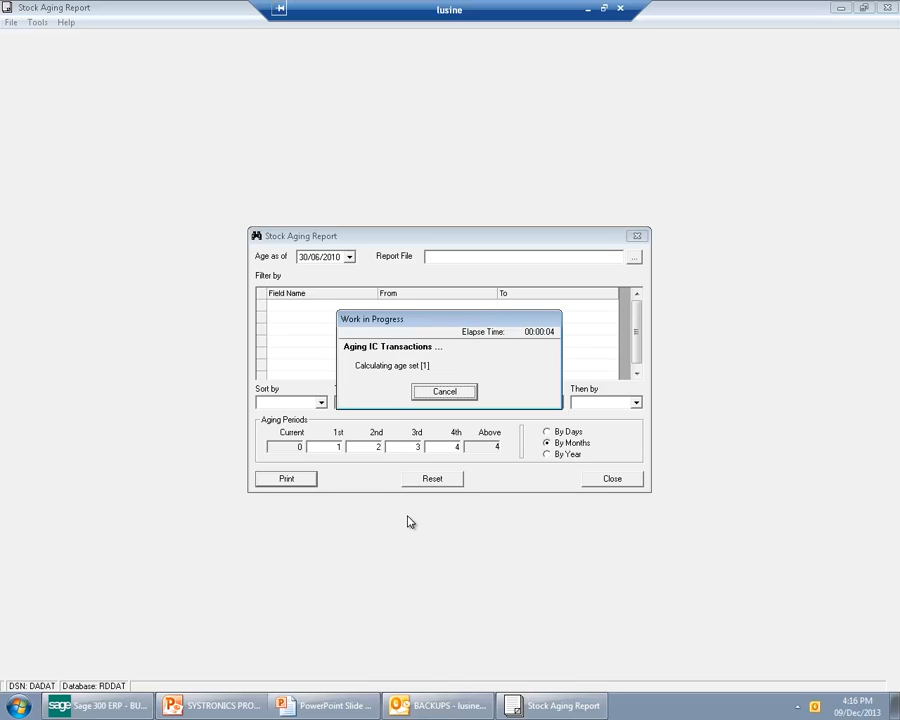 Stock Aging Report
lusine
File Tools Help
Stock Aging Report
Age as of 30/06/2010 Report File ...
Filter by
Field Name From To
Work in Progress
Elapse Time: 00:00:04
Aging IC Transactions ...
Calculating age set [1]
Cancel
Sort by Then by
Aging Periods
Current 1st 2nd 3rd 4th Above
0 1 2 3 4 4
By Days
By Months
By Year
Print Reset Close
DSN: DADAT Database: RDDAT
sage Sage 300 ERP - BU... SYSTRONICS PRO... PowerPoint Slide ... BACKUPS - lusine... Stock Aging Report
4:16 PM
09/Dec/2013